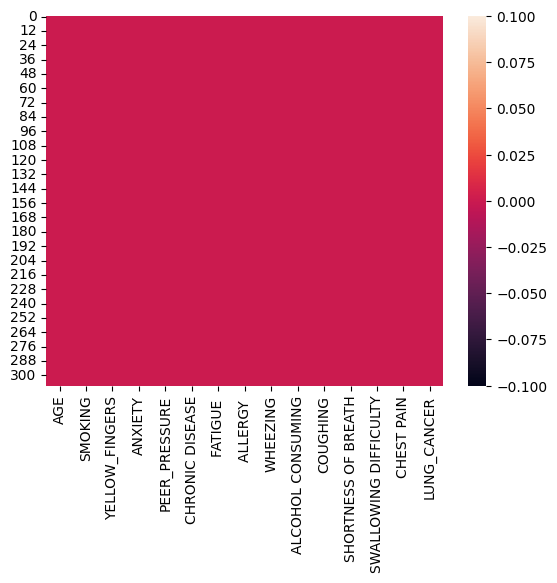 0
12
24
36
48
60
72
84
96
108
120
132
144
156
168
180
192
204
216
228
240
252
264
276
288
300
AGE
SMOKING
YELLOW_FINGERS
ANXIETY
PEER_PRESSURE
CHRONIC DISEASE
FATIGUE
ALLERGY
WHEEZING
ALCOHOL CONSUMING
COUGHING
SHORTNESS OF BREATH
SWALLOWING DIFFICULTY
CHEST PAIN
LUNG_CANCER
0.100
0.075
0.050
0.025
0.000
−0.025
−0.050
−0.075
−0.100